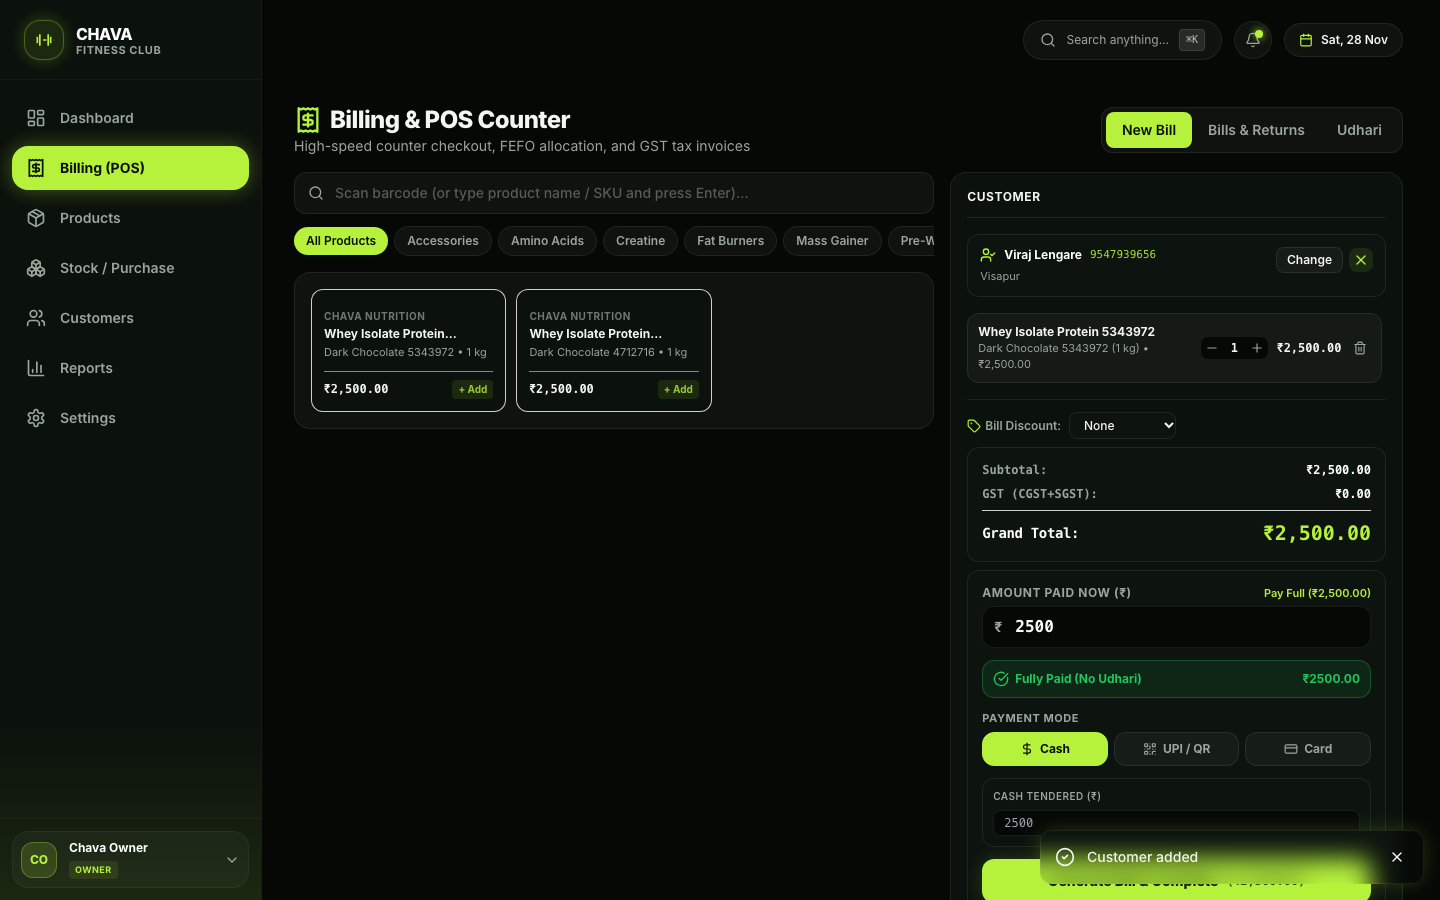 CHAVA
FITNESS CLUB
Search anything...
⌘K
Sat, 28 Nov
Dashboard
Billing (POS)
Products
Stock / Purchase
Customers
Reports
Settings
Chava Owner
CO
OWNER
Billing & POS Counter
High-speed counter checkout, FEFO allocation, and GST tax invoices
New Bill
Bills & Returns
Udhari
Scan barcode (or type product name / SKU and press Enter)...
All Products
Accessories
Amino Acids
Creatine
Fat Burners
Mass Gainer
Pre-W
CHAVA NUTRITION
Whey Isolate Protein...
Dark Chocolate 5343972 • 1 kg
₹2,500.00
+ Add
CHAVA NUTRITION
Whey Isolate Protein...
Dark Chocolate 4712716 • 1 kg
₹2,500.00
+ Add
CUSTOMER
Viraj Lengare 9547939656
Visapur
Change
Whey Isolate Protein 5343972
Dark Chocolate 5343972 (1 kg) •
₹2,500.00
− 1 +
₹2,500.00
Bill Discount:
None
Subtotal: ₹2,500.00
GST (CGST+SGST): ₹0.00
Grand Total: ₹2,500.00
AMOUNT PAID NOW (₹)
Pay Full (₹2,500.00)
₹ 2500
Fully Paid (No Udhari) ₹2500.00
PAYMENT MODE
Cash
UPI / QR
Card
CASH TENDERED (₹)
2500
Customer added